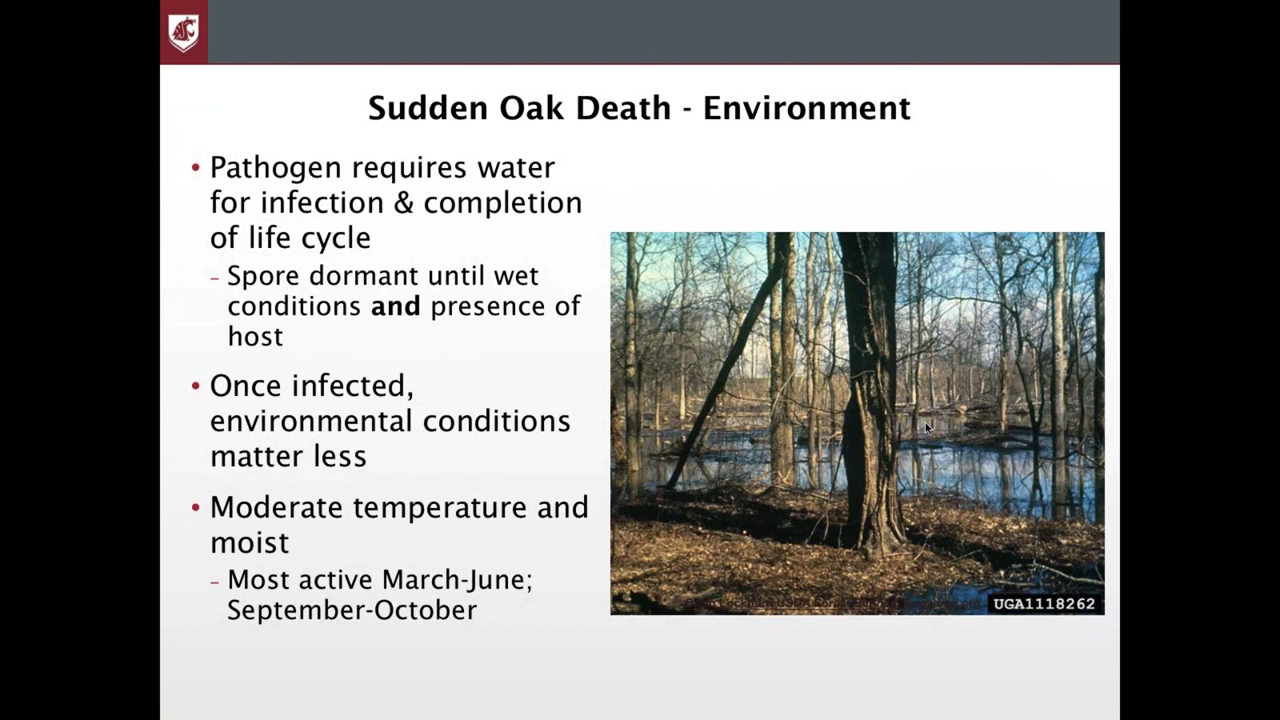 Sudden Oak Death - Environment
• Pathogen requires water
for infection & completion
of life cycle
– Spore dormant until wet
conditions and presence of
host
• Once infected,
environmental conditions
matter less
• Moderate temperature and
moist
– Most active March-June;
September-October
UGA1118262